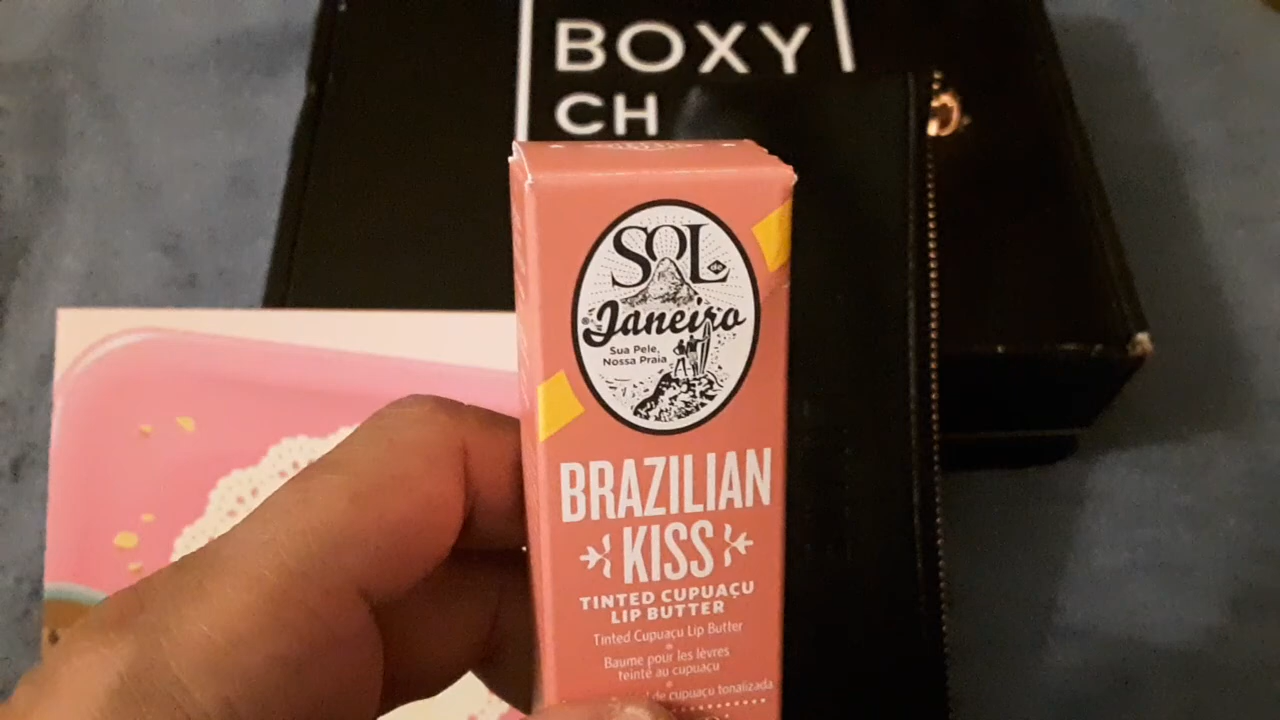 BOXY
CH
SOL
de
Janeiro
Sua Pele,
Nossa Praia
BRAZILIAN
KISS
TINTED CUPUAÇU
LIP BUTTER
Tinted Cupuaçu Lip Butter
Baume pour les lèvres
teinté au cupuaçu
de cupuaçu tonalizada